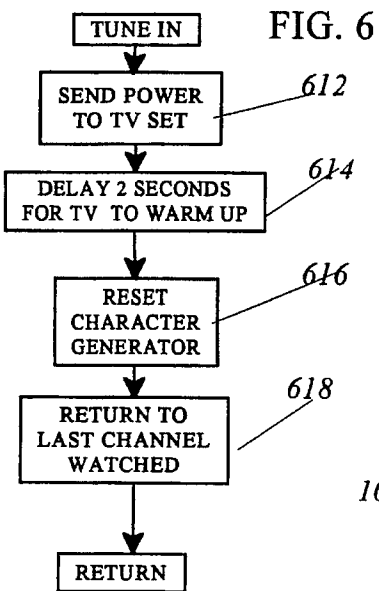 FIG. 6
TUNE IN
612
SEND POWER
TO TV SET
614
DELAY 2 SECONDS
FOR TV TO WARM UP
616
RESET
CHARACTER
GENERATOR
618
RETURN TO
LAST CHANNEL
WATCHED
RETURN